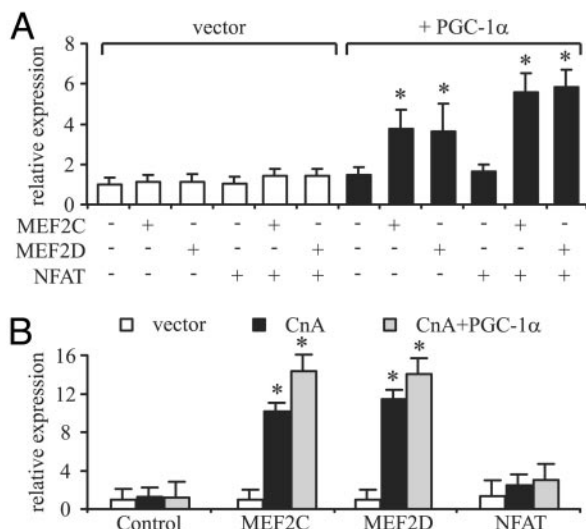 A
vector
+ PGC-1α
relative expression
8
6
4
2
0
* * * *
MEF2C - + - - + - - + - - + -
MEF2D - - + - - + - - + - - +
NFAT - - - + + + - - - + + +
B
vector CnA CnA+PGC-1α
relative expression
16
12
8
4
0
* * * *
Control MEF2C MEF2D NFAT